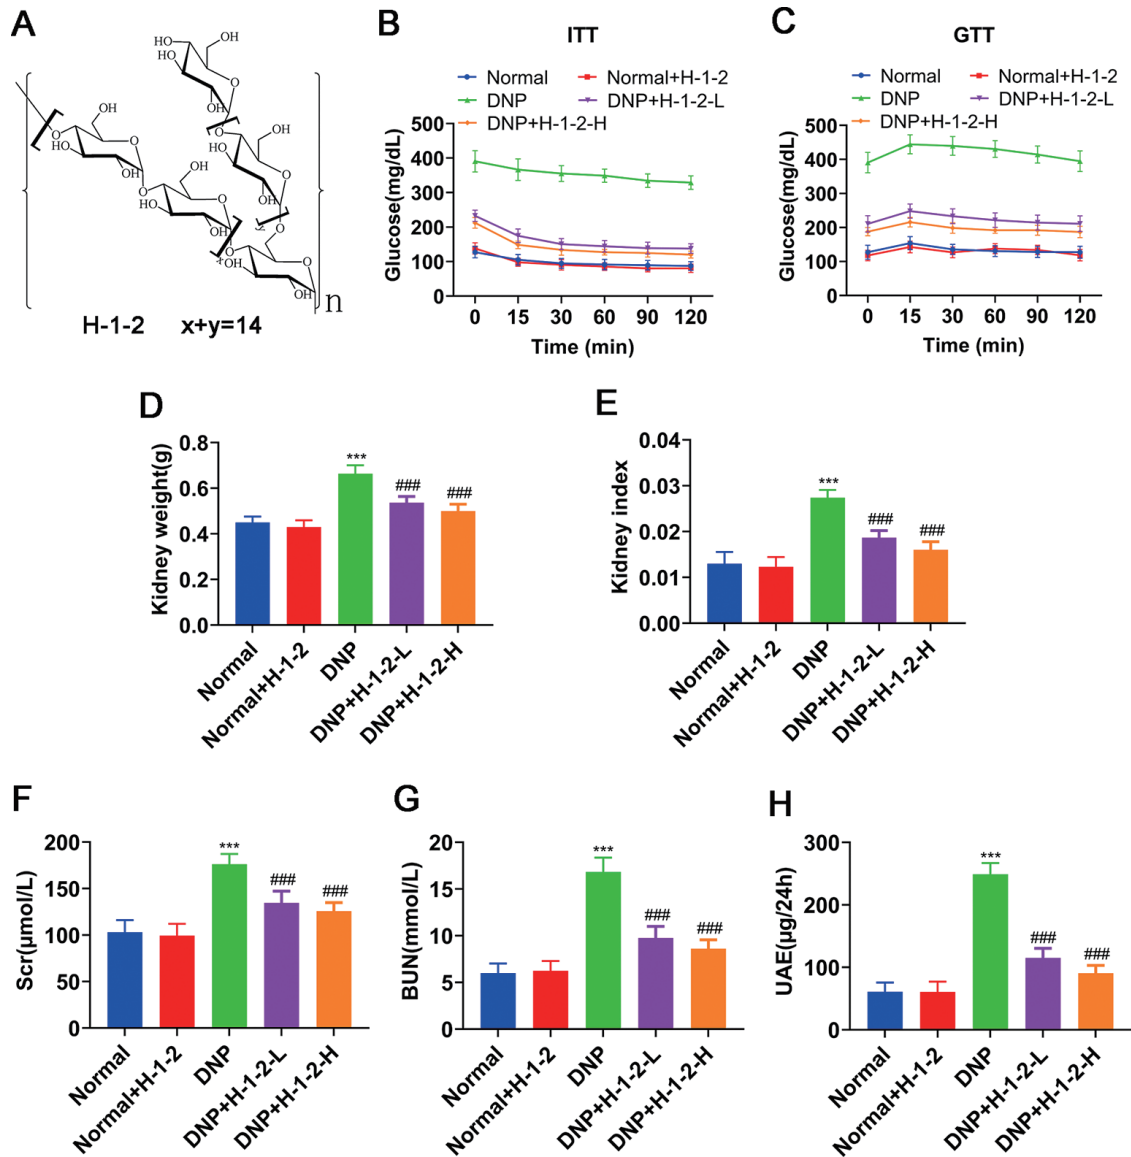 A
HO
OH
HO
OH
OH
O
O
OH
HO
OH
O
HO
OH
O
HO
OH
O
O
HO
OH
OH
n
H-1-2 x+y=14
B
ITT
Normal Normal+H-1-2
DNP DNP+H-1-2-L
DNP+H-1-2-H
Glucose(mg/dL)
500
400
300
200
100
0
0 15 30 60 90 120
Time (min)
C
GTT
Normal Normal+H-1-2
DNP DNP+H-1-2-L
DNP+H-1-2-H
Glucose(mg/dL)
500
400
300
200
100
0
0 15 30 60 90 120
Time (min)
D
Kidney weight(g)
0.8
0.6
0.4
0.2
0.0
***
###
###
Normal
Normal+H-1-2
DNP
DNP+H-1-2-L
DNP+H-1-2-H
E
Kidney index
0.04
0.03
0.02
0.01
0.00
***
###
###
Normal
Normal+H-1-2
DNP
DNP+H-1-2-L
DNP+H-1-2-H
F
Scr(μmol/L)
200
150
100
50
0
***
###
###
Normal
Normal+H-1-2
DNP
DNP+H-1-2-L
DNP+H-1-2-H
G
BUN(mmol/L)
20
15
10
5
0
***
###
###
Normal
Normal+H-1-2
DNP
DNP+H-1-2-L
DNP+H-1-2-H
H
UAE(μg/24h)
300
200
100
0
***
###
###
Normal
Normal+H-1-2
DNP
DNP+H-1-2-L
DNP+H-1-2-H